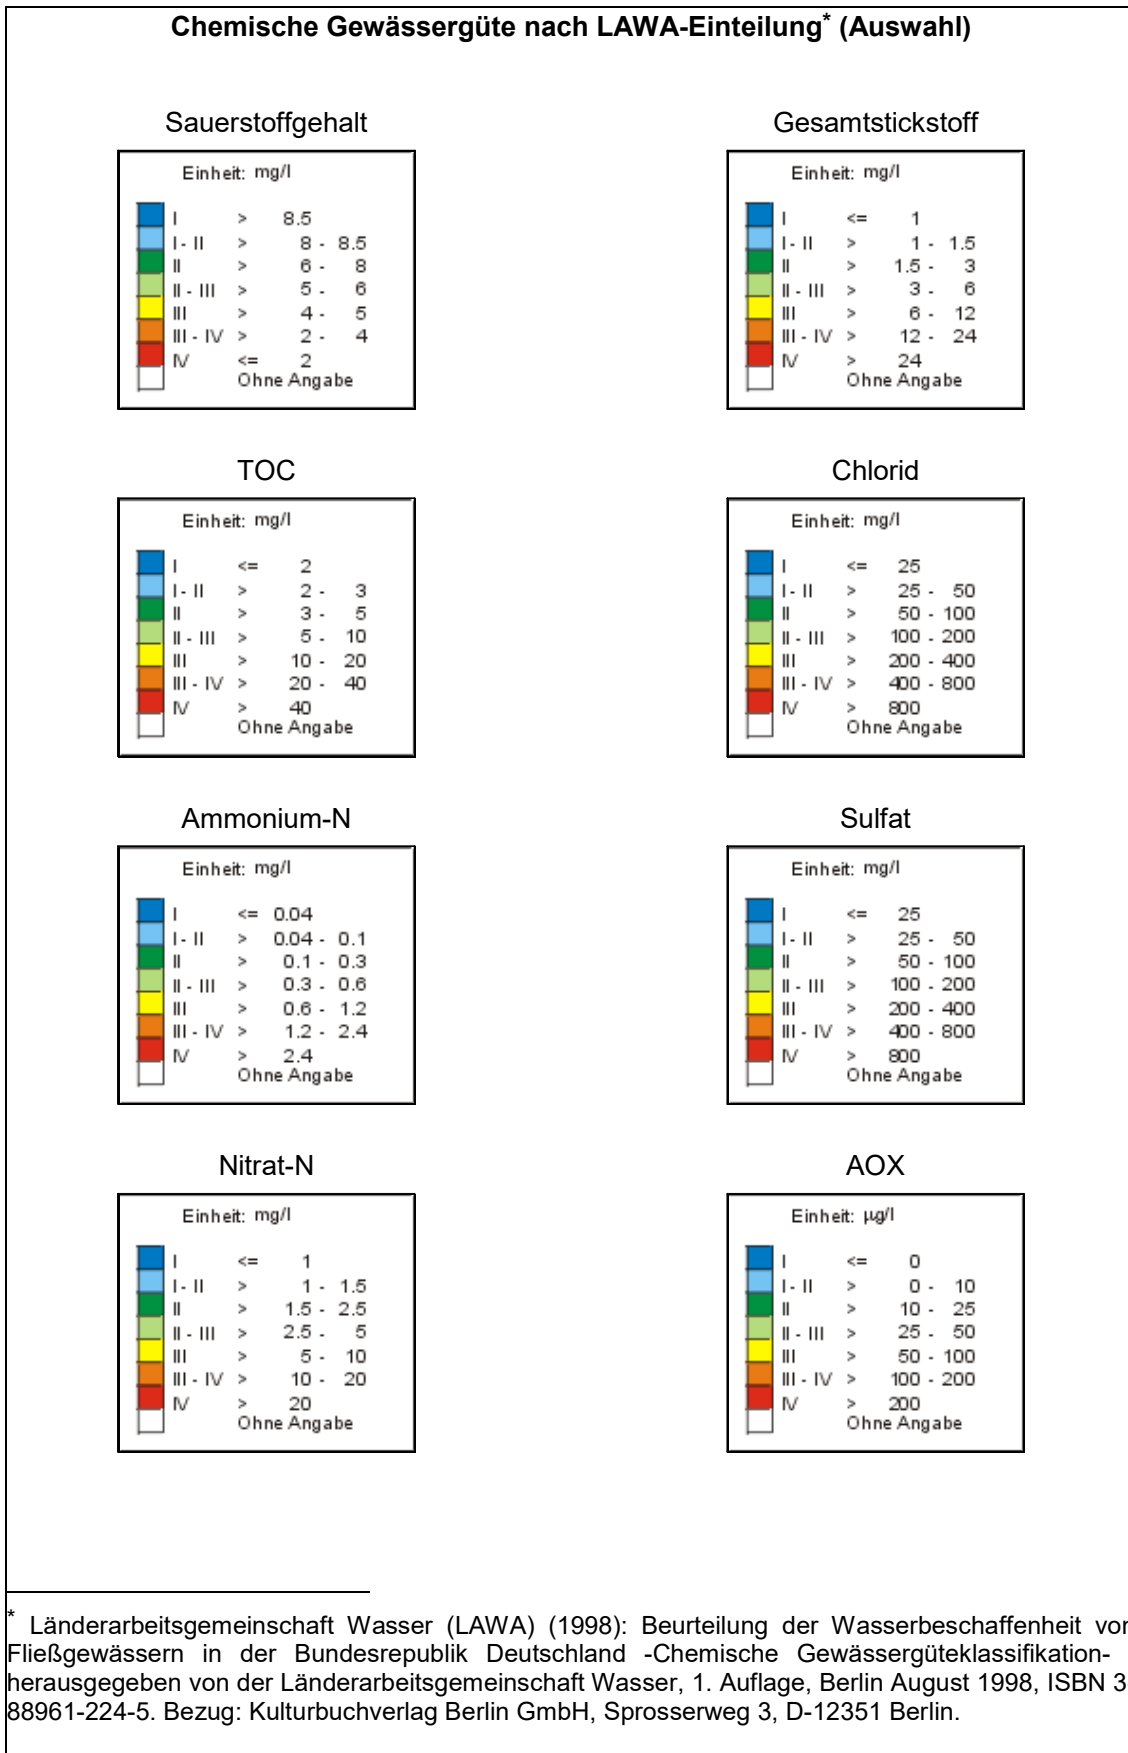 Chemische Gewässergüte nach LAWA-Einteilung* (Auswahl)
Sauerstoffgehalt
Einheit: mg/l
I > 8.5
I - II > 8 - 8.5
II > 6 - 8
II - III > 5 - 6
III > 4 - 5
III - IV > 2 - 4
IV <= 2
Ohne Angabe
Gesamtstickstoff
Einheit: mg/l
I <= 1
I - II > 1 - 1.5
II > 1.5 - 3
II - III > 3 - 6
III > 6 - 12
III - IV > 12 - 24
IV > 24
Ohne Angabe
TOC
Einheit: mg/l
I <= 2
I - II > 2 - 3
II > 3 - 5
II - III > 5 - 10
III > 10 - 20
III - IV > 20 - 40
IV > 40
Ohne Angabe
Chlorid
Einheit: mg/l
I <= 25
I - II > 25 - 50
II > 50 - 100
II - III > 100 - 200
III > 200 - 400
III - IV > 400 - 800
IV > 800
Ohne Angabe
Ammonium-N
Einheit: mg/l
I <= 0.04
I - II > 0.04 - 0.1
II > 0.1 - 0.3
II - III > 0.3 - 0.6
III > 0.6 - 1.2
III - IV > 1.2 - 2.4
IV > 2.4
Ohne Angabe
Sulfat
Einheit: mg/l
I <= 25
I - II > 25 - 50
II > 50 - 100
II - III > 100 - 200
III > 200 - 400
III - IV > 400 - 800
IV > 800
Ohne Angabe
Nitrat-N
Einheit: mg/l
I <= 1
I - II > 1 - 1.5
II > 1.5 - 2.5
II - III > 2.5 - 5
III > 5 - 10
III - IV > 10 - 20
IV > 20
Ohne Angabe
AOX
Einheit: µg/l
I <= 0
I - II > 0 - 10
II > 10 - 25
II - III > 25 - 50
III > 50 - 100
III - IV > 100 - 200
IV > 200
Ohne Angabe
* Länderarbeitsgemeinschaft Wasser (LAWA) (1998): Beurteilung der Wasserbeschaffenheit von
Fließgewässern in der Bundesrepublik Deutschland -Chemische Gewässergüteklassifikation-
herausgegeben von der Länderarbeitsgemeinschaft Wasser, 1. Auflage, Berlin August 1998, ISBN 3-
88961-224-5. Bezug: Kulturbuchverlag Berlin GmbH, Sprosserweg 3, D-12351 Berlin.